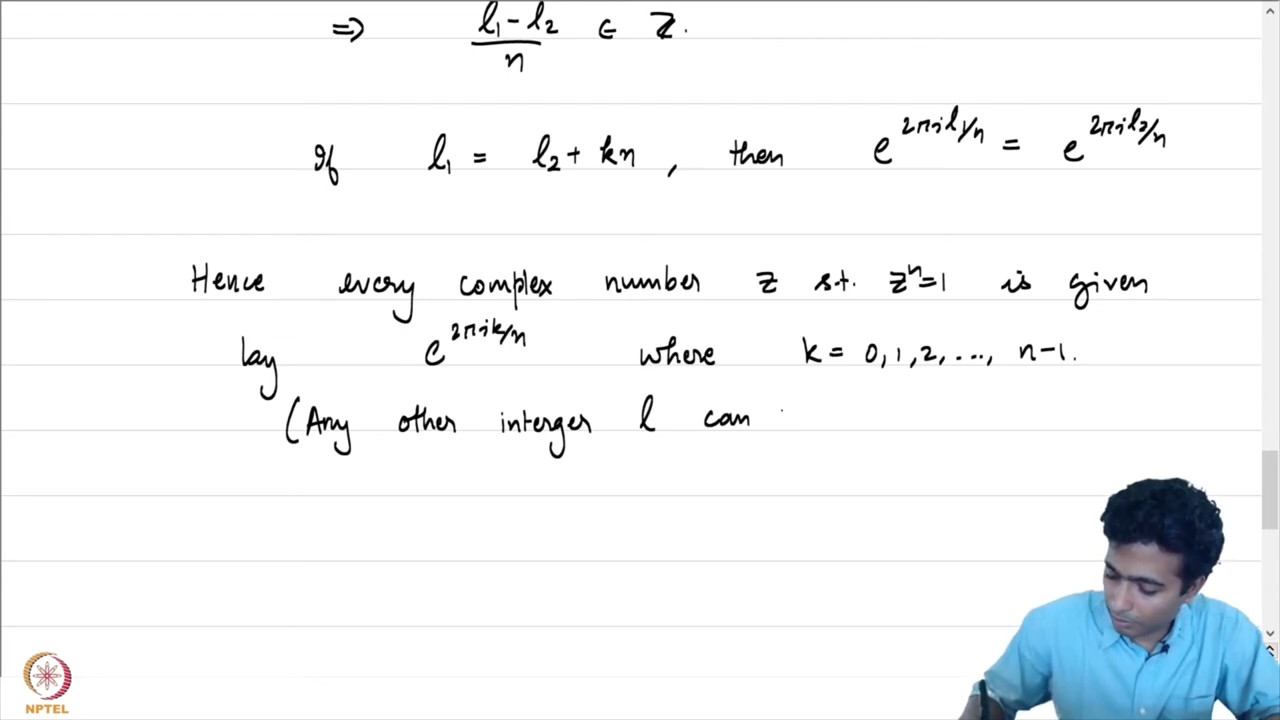 ⇒ (l₁ - l₂)/n ∈ ℤ.
If l₁ = l₂ + kn, then e^{2πil₁/n} = e^{2πil₂/n}
Hence every complex number z s.t. zⁿ=1 is given
by e^{2πik/n} where k = 0, 1, 2, ..., n-1.
(Any other interger l can
NPTEL